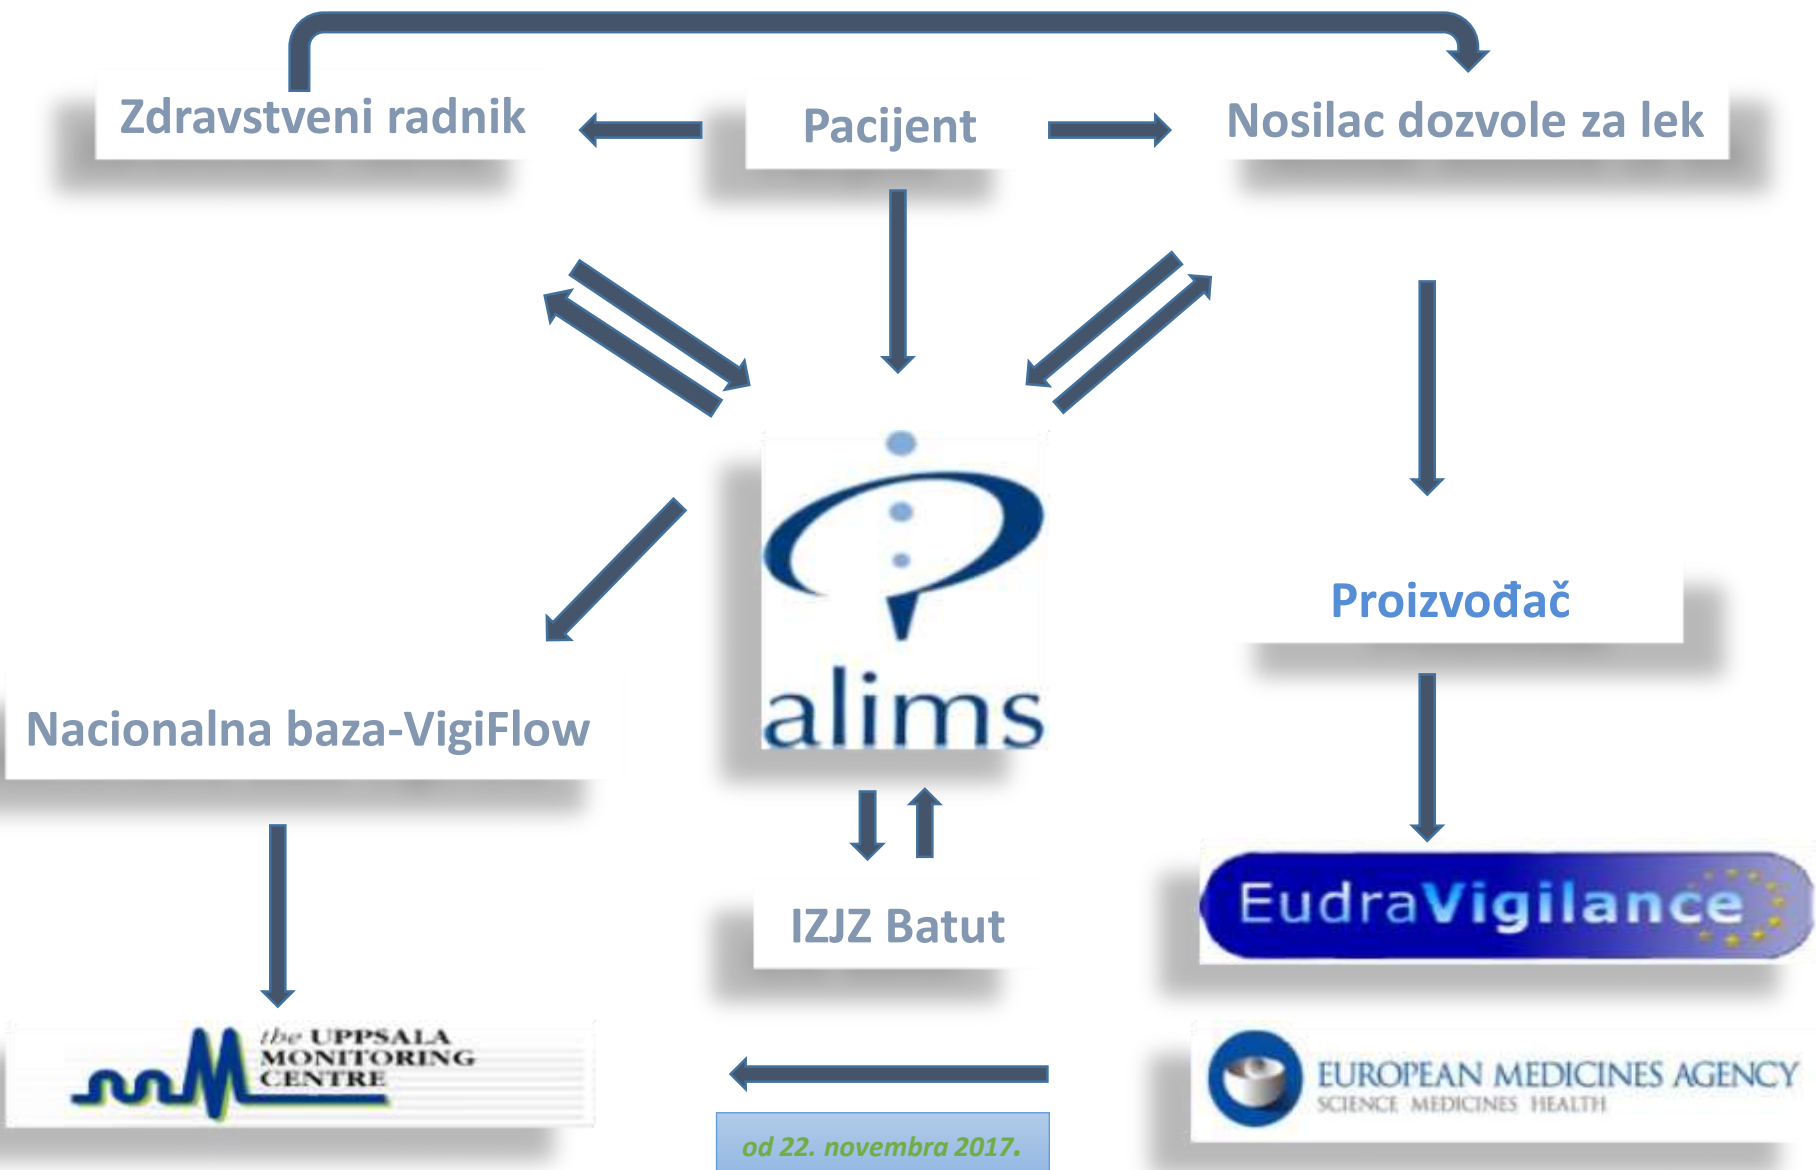 Zdravstveni radnik
Pacijent
Nosilac dozvole za lek
alims
Proizvođač
Nacionalna baza-VigiFlow
IZJZ Batut
EudraVigilance
the UPPSALA
MONITORING
CENTRE
EUROPEAN MEDICINES AGENCY
SCIENCE MEDICINES HEALTH
od 22. novembra 2017.